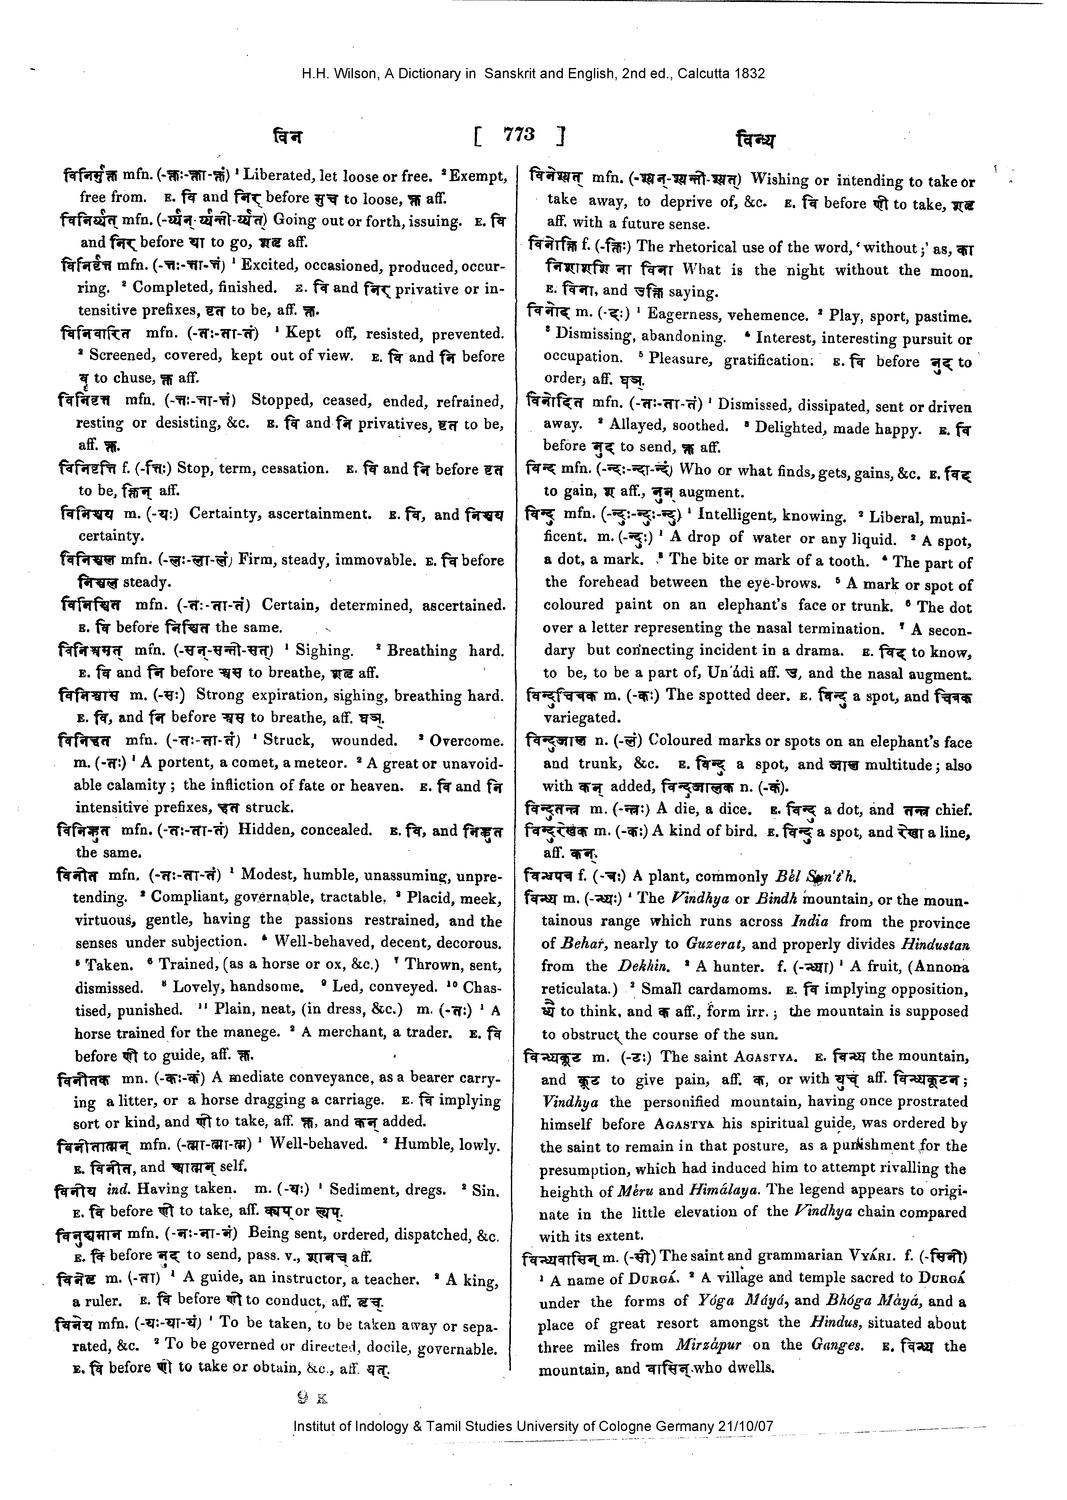 H.H. Wilson, A Dictionary in Sanskrit and English, 2nd ed., Calcutta 1832
विन [ 773 ] विन्ध्य
विनिर्मुक्त mfn. (-क्तः-क्ता-क्तं) ¹ Liberated, let loose or free. ² Exempt,
free from. E. वि and निर् before मुच to loose, क्त aff.
विनिर्य्यत् mfn. (-र्य्यन्-र्य्यन्ती-र्य्यत्) Going out or forth, issuing. E. वि
and निर् before या to go, शतृ aff.
विनिर्वृत्त mfn. (-त्तः-त्ता-त्तं) ¹ Excited, occasioned, produced, occur-
ring. ² Completed, finished. E. वि and निर् privative or in-
tensitive prefixes, वृत to be, aff. क्त.
विनिवारित mfn. (-तः-ता-तं) ¹ Kept off, resisted, prevented.
² Screened, covered, kept out of view. E. वि and नि before
वृ to chuse, क्त aff.
विनिवृत्त mfn. (-त्तः-त्ता-त्तं) Stopped, ceased, ended, refrained,
resting or desisting, &c. E. वि and नि privatives, वृत to be,
aff. क्त.
विनिवृत्ति f. (-त्तिः) Stop, term, cessation. E. वि and नि before वृत
to be, क्तिन् aff.
विनिश्चय m. (-यः) Certainty, ascertainment. E. वि, and निश्चय
certainty.
विनिश्चल mfn. (-लः-ला-लं) Firm, steady, immovable. E. वि before
निश्चल steady.
विनिश्चित mfn. (-तः-ता-तं) Certain, determined, ascertained.
E. वि before निश्चित the same.
विनिश्वसत् mfn. (-सन्-सन्ती-सत्) ¹ Sighing. ² Breathing hard.
E. वि and नि before श्वस to breathe, शतृ aff.
विनिश्वास m. (-सः) Strong expiration, sighing, breathing hard.
E. वि, and नि before श्वस to breathe, aff. घञ्.
विनिहत mfn. (-तः-ता-तं) ¹ Struck, wounded. ² Overcome.
m. (-तः) ¹ A portent, a comet, a meteor. ² A great or unavoid-
able calamity; the infliction of fate or heaven. E. वि and नि
intensitive prefixes, हत struck.
विनिह्नुत mfn. (-तः-ता-तं) Hidden, concealed. E. वि, and निह्नुत
the same.
विनीत mfn. (-तः-ता-तं) ¹ Modest, humble, unassuming, unpre-
tending. ² Compliant, governable, tractable. ³ Placid, meek,
virtuous, gentle, having the passions restrained, and the
senses under subjection. ⁴ Well-behaved, decent, decorous.
⁵ Taken. ⁶ Trained, (as a horse or ox, &c.) ⁷ Thrown, sent,
dismissed. ⁸ Lovely, handsome. ⁹ Led, conveyed. ¹⁰ Chas-
tised, punished. ¹¹ Plain, neat, (in dress, &c.) m. (-तः) ¹ A
horse trained for the manege. ² A merchant, a trader. E. वि
before णी to guide, aff. क्त.
विनीतक mn. (-कः-कं) A mediate conveyance, as a bearer carry-
ing a litter, or a horse dragging a carriage. E. वि implying
sort or kind, and णी to take, aff. क्त, and कन् added.
विनीतात्मन् mfn. (-त्मा-त्मा-त्म) ¹ Well-behaved. ² Humble, lowly.
E. विनीत, and आत्मन् self.
विनीय ind. Having taken. m. (-यः) ¹ Sediment, dregs. ² Sin.
E. वि before णी to take, aff. क्यप् or ल्यप्.
विनुद्यमान mfn. (-नः-ना-नं) Being sent, ordered, dispatched, &c.
E. वि before नुद् to send, pass. v., शानच् aff.
विनेतृ m. (-ता) ¹ A guide, an instructor, a teacher. ² A king,
a ruler. E. वि before णी to conduct, aff. तृच्.
विनेय mfn. (-यः-या-यं) ¹ To be taken, to be taken away or sepa-
rated, &c. ² To be governed or directed, docile, governable.
E. वि before णी to take or obtain, &c., aff. यत्.
9 K
विनेष्यत् mfn. (-ष्यन्-ष्यन्ती-ष्यत्) Wishing or intending to take or
take away, to deprive of, &c. E. वि before णी to take, शतृ
aff. with a future sense.
विनोक्ति f. (-क्तिः) The rhetorical use of the word, 'without;' as, का
निशाशशिना विना What is the night without the moon.
E. विना, and उक्ति saying.
विनोद m. (-दः) ¹ Eagerness, vehemence. ² Play, sport, pastime.
³ Dismissing, abandoning. ⁴ Interest, interesting pursuit or
occupation. ⁵ Pleasure, gratification. E. वि before नुद् to
order, aff. घञ्.
विनोदित mfn. (-तः-ता-तं) ¹ Dismissed, dissipated, sent or driven
away. ² Allayed, soothed. ³ Delighted, made happy. E. वि
before नुद् to send, क्त aff.
विन्द mfn. (-न्दः-न्दा-न्दं) Who or what finds, gets, gains, &c. E. विद्
to gain, श aff., नुन् augment.
विन्दु mfn. (-न्दुः-न्दुः-न्दु) ¹ Intelligent, knowing. ² Liberal, muni-
ficent. m. (-न्दुः) ¹ A drop of water or any liquid. ² A spot,
a dot, a mark. ³ The bite or mark of a tooth. ⁴ The part of
the forehead between the eye-brows. ⁵ A mark or spot of
coloured paint on an elephant's face or trunk. ⁶ The dot
over a letter representing the nasal termination. ⁷ A secon-
dary but connecting incident in a drama. E. विद् to know,
to be, to be a part of, Un'ádi aff. उ, and the nasal augment.
विन्दुचित्रक m. (-कः) The spotted deer. E. विन्दु a spot, and चित्रक
variegated.
विन्दुजाल n. (-लं) Coloured marks or spots on an elephant's face
and trunk, &c. E. विन्दु a spot, and जाल multitude; also
with कन् added, विन्दुजालक n. (-कं).
विन्दुतन्त्र m. (-न्त्रः) A die, a dice. E. विन्दु a dot, and तन्त्र chief.
विन्दुरेखक m. (-कः) A kind of bird. E. विन्दु a spot, and रेखा a line,
aff. कन्.
विन्धपत्र f. (-त्रः) A plant, commonly Bél
विन्ध्य m. (-न्ध्यः) ¹ The Vindhya or Bindh mountain, or the moun-
tainous range which runs across India from the province
of Behar, nearly to Guzerat, and properly divides Hindustan
from the Dekhin. ² A hunter. f. (-न्ध्या) ¹ A fruit, (Annona
reticulata.) ² Small cardamoms. E. वि implying opposition,
ध्यै to think, and क aff., form irr.; the mountain is supposed
to obstruct the course of the sun.
विन्ध्यकूट m. (-टः) The saint AGASTYA. E. विन्ध्य the mountain,
and कूट to give pain, aff. क, or with युच् aff. विन्ध्यकूटन;
Vindhya the personified mountain, having once prostrated
himself before AGASTYA his spiritual guide, was ordered by
the saint to remain in that posture, as a punishment for the
presumption, which had induced him to attempt rivalling the
heighth of Méru and Himálaya. The legend appears to origi-
nate in the little elevation of the Vindhya chain compared
with its extent.
विन्ध्यवासिन् m. (-सी) The saint and grammarian VYÁRI. f. (-सिनी)
¹ A name of DURGÁ. ² A village and temple sacred to DURGÁ
under the forms of Yóga Máyá, and Bhóga Máyá, and a
place of great resort amongst the Hindus, situated about
three miles from Mirzápur on the Ganges. E. विन्ध्य the
mountain, and वासिन् who dwells.
Institut of Indology & Tamil Studies University of Cologne Germany 21/10/07